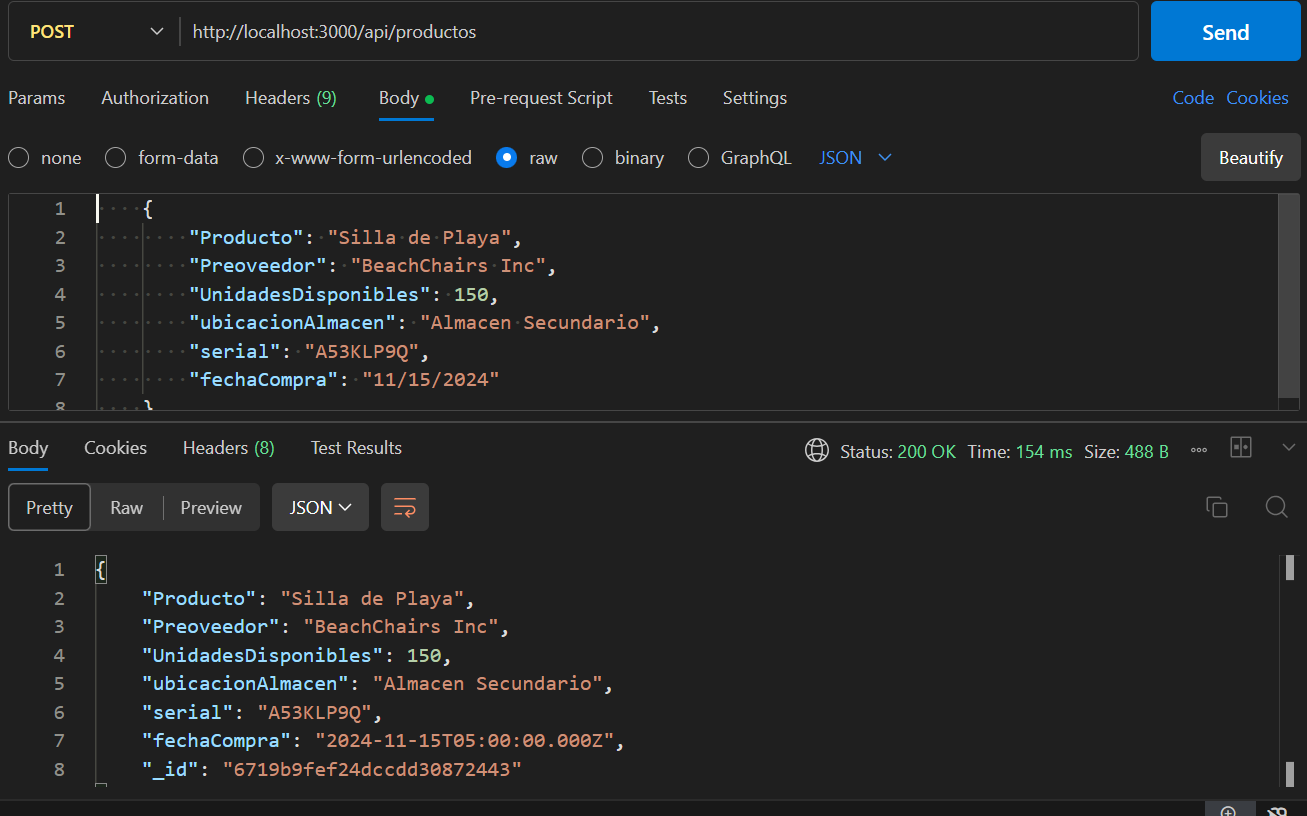 POST http://localhost:3000/api/productos Send
Params Authorization Headers (9) Body Pre-request Script Tests Settings Code Cookies
none form-data x-www-form-urlencoded raw binary GraphQL JSON Beautify
1 {
2 "Producto": "Silla de Playa",
3 "Preoveedor": "BeachChairs Inc",
4 "UnidadesDisponibles": 150,
5 "ubicacionAlmacen": "Almacen Secundario",
6 "serial": "A53KLP9Q",
7 "fechaCompra": "11/15/2024"
8 }
Body Cookies Headers (8) Test Results Status: 200 OK Time: 154 ms Size: 488 B
Pretty Raw Preview JSON
1 {
2 "Producto": "Silla de Playa",
3 "Preoveedor": "BeachChairs Inc",
4 "UnidadesDisponibles": 150,
5 "ubicacionAlmacen": "Almacen Secundario",
6 "serial": "A53KLP9Q",
7 "fechaCompra": "2024-11-15T05:00:00.000Z",
8 "_id": "6719b9fef24dccdd30872443"